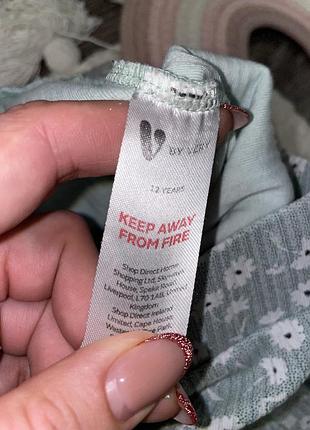 V BY VERY
12 YEARS
KEEP AWAY
FROM FIRE
Shop Direct Home
Shopping Ltd, Skyways
House, Speke Road,
Liverpool, L70 1AB, United
Kingdom
Shop Direct Ireland
Limited, Cape House
Park